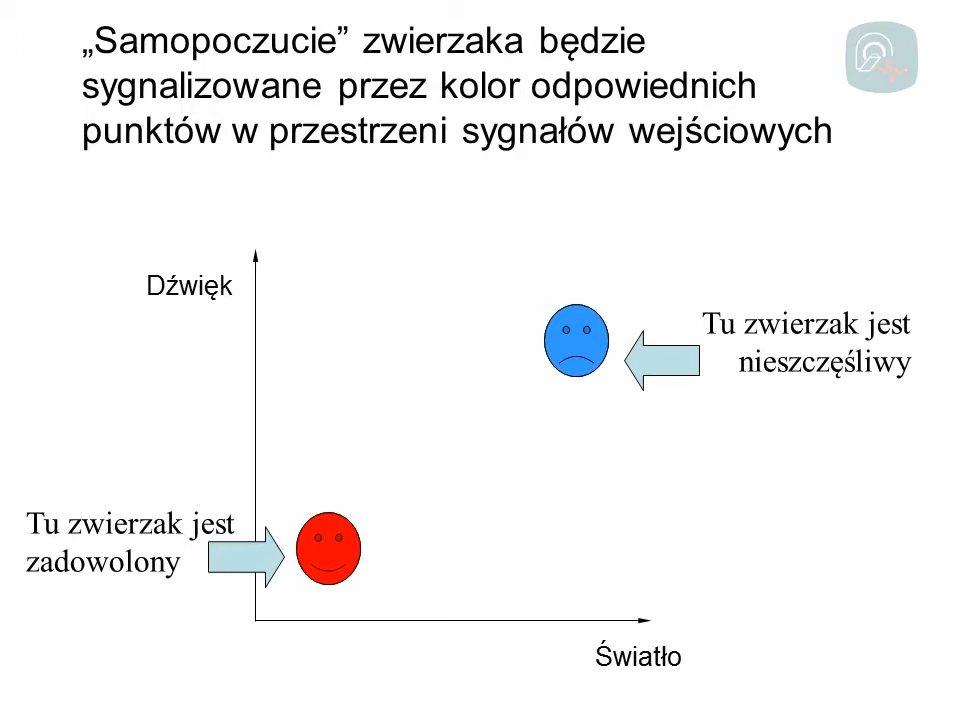 „Samopoczucie” zwierzaka będzie
sygnalizowane przez kolor odpowiednich
punktów w przestrzeni sygnałów wejściowych
Dźwięk
Tu zwierzak jest
nieszczęśliwy
Tu zwierzak jest
zadowolony
Światło